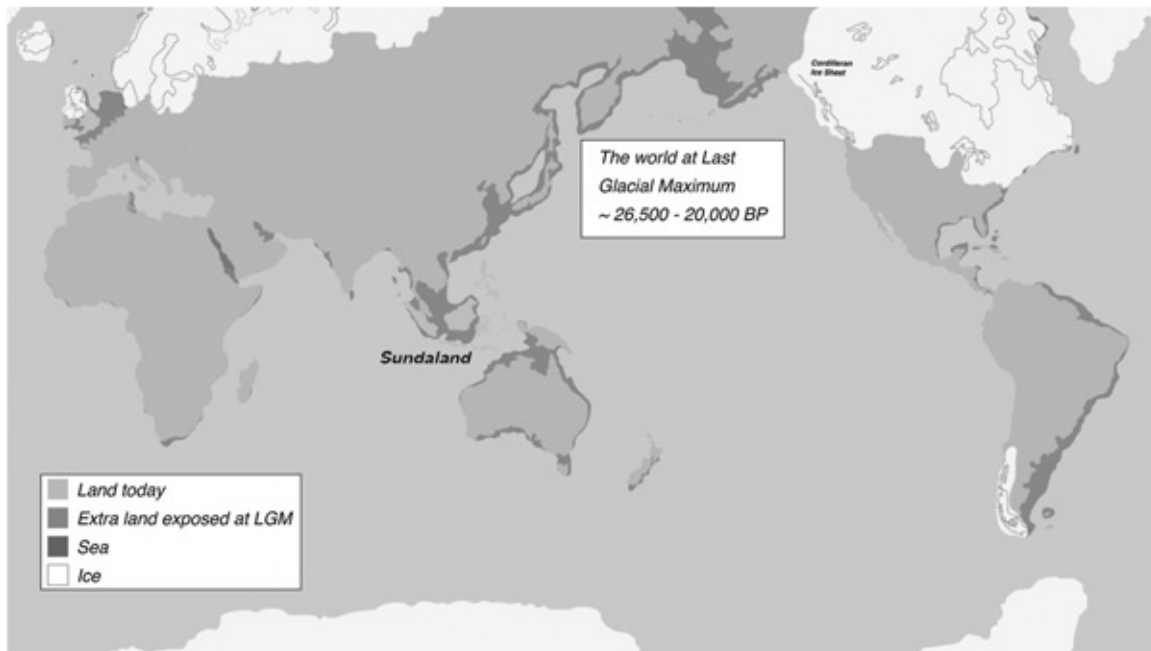 Cordilleran
Ice Sheet
The world at Last
Glacial Maximum
~ 26,500 - 20,000 BP
Sundaland
Land today
Extra land exposed at LGM
Sea
Ice